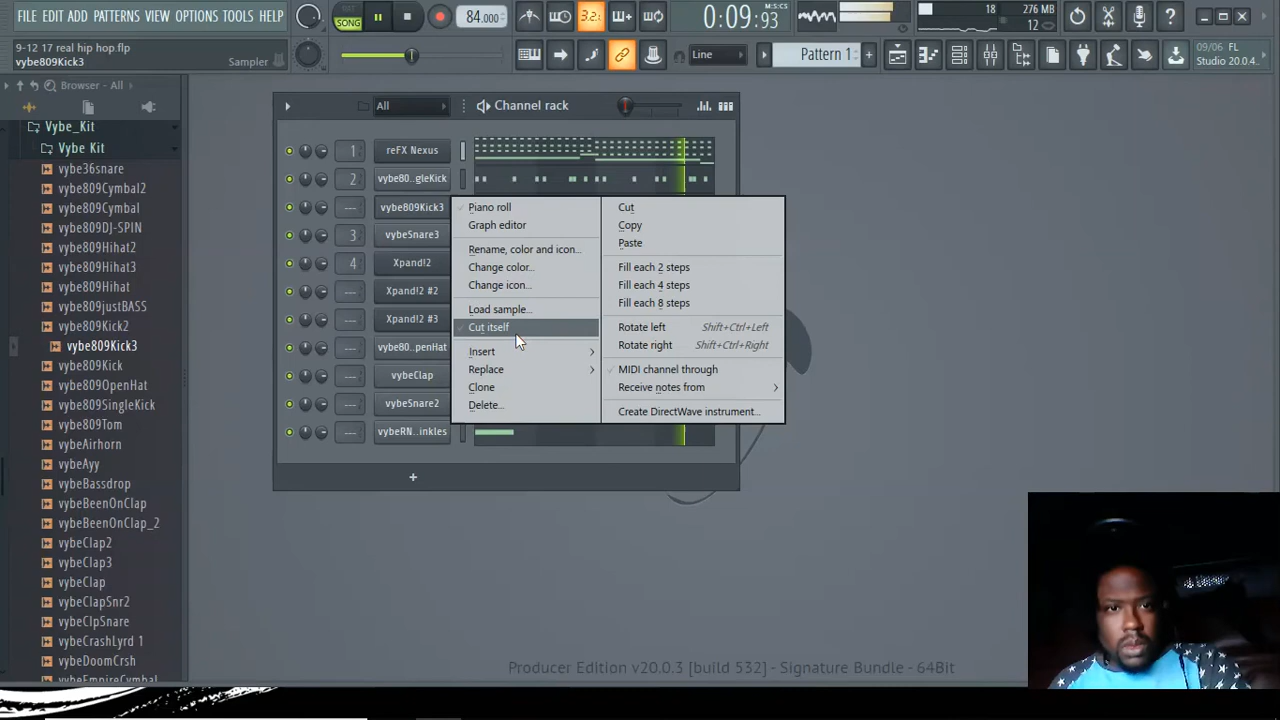 FILE EDIT ADD PATTERNS VIEW OPTIONS TOOLS HELP
PAT
SONG
84.000
3.2
0:09:93
M:S:CS
18
276 MB
12
9-12 17 real hip hop.flp
vybe809Kick3
Sampler
Line
Pattern 1
09/06 FL
Studio 20.0.4
Browser - All
Vybe_Kit
Vybe Kit
vybe36snare
vybe809Cymbal2
vybe809Cymbal
vybe809DJ-SPIN
vybe809Hihat2
vybe809Hihat3
vybe809Hihat
vybe809justBASS
vybe809Kick2
vybe809Kick3
vybe809Kick
vybe809OpenHat
vybe809SingleKick
vybe809Tom
vybeAirhorn
vybeAyy
vybeBassdrop
vybeBeenOnClap
vybeBeenOnClap_2
vybeClap2
vybeClap3
vybeClap
vybeClapSnr2
vybeClpSnare
vybeCrashLyrd 1
vybeDoomCrsh
vybeEmpireCymbal
All
Channel rack
1 reFX Nexus
2 vybe80..gleKick
--- vybe809Kick3
3 vybeSnare3
4 Xpand!2
--- Xpand!2 #2
--- Xpand!2 #3
--- vybe80..penHat
--- vybeClap
--- vybeSnare2
--- vybeRN..inkles
+
Piano roll
Graph editor
Rename, color and icon...
Change color...
Change icon...
Load sample...
Cut itself
Insert
Replace
Clone
Delete...
Cut
Copy
Paste
Fill each 2 steps
Fill each 4 steps
Fill each 8 steps
Rotate left Shift+Ctrl+Left
Rotate right Shift+Ctrl+Right
MIDI channel through
Receive notes from
Create DirectWave instrument...
Producer Edition v20.0.3 [build 532] - Signature Bundle - 64Bit